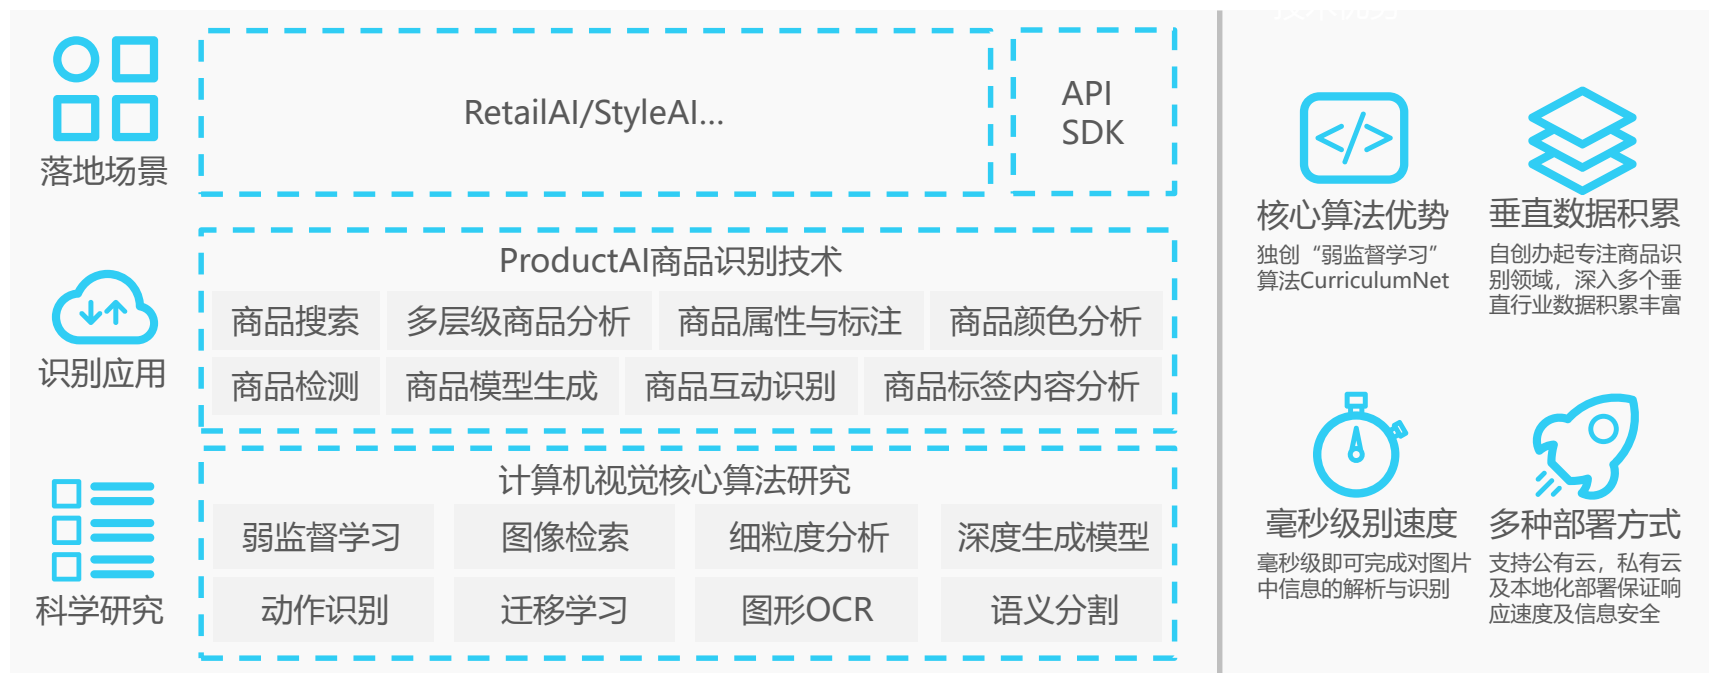 落地场景
RetailAI/StyleAI...
API
SDK
识别应用
ProductAI商品识别技术
商品搜索
多层级商品分析
商品属性与标注
商品颜色分析
商品检测
商品模型生成
商品互动识别
商品标签内容分析
科学研究
计算机视觉核心算法研究
弱监督学习
图像检索
细粒度分析
深度生成模型
动作识别
迁移学习
图形OCR
语义分割
技术优势
</>
核心算法优势
独创“弱监督学习”
算法CurriculumNet
垂直数据积累
自创办起专注商品识
别领域，深入多个垂
直行业数据积累丰富
毫秒级别速度
毫秒级即可完成对图片
中信息的解析与识别
多种部署方式
支持公有云，私有云
及本地化部署保证响
应速度及信息安全